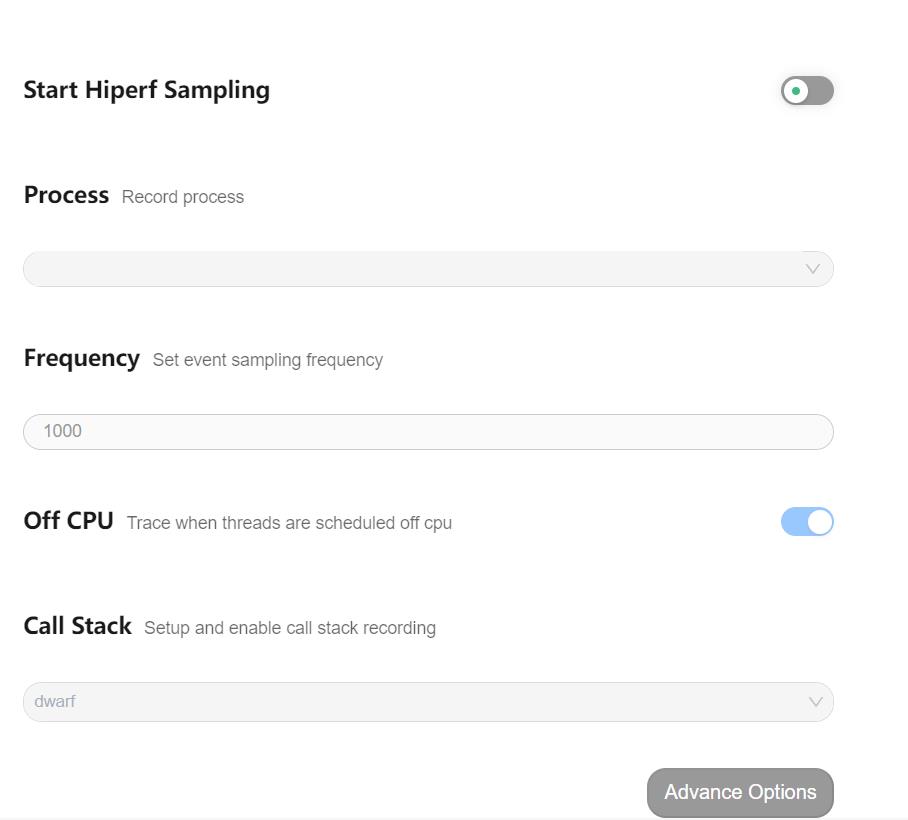 Start Hiperf Sampling
Process Record process
Frequency Set event sampling frequency
1000
Off CPU Trace when threads are scheduled off cpu
Call Stack Setup and enable call stack recording
dwarf
Advance Options